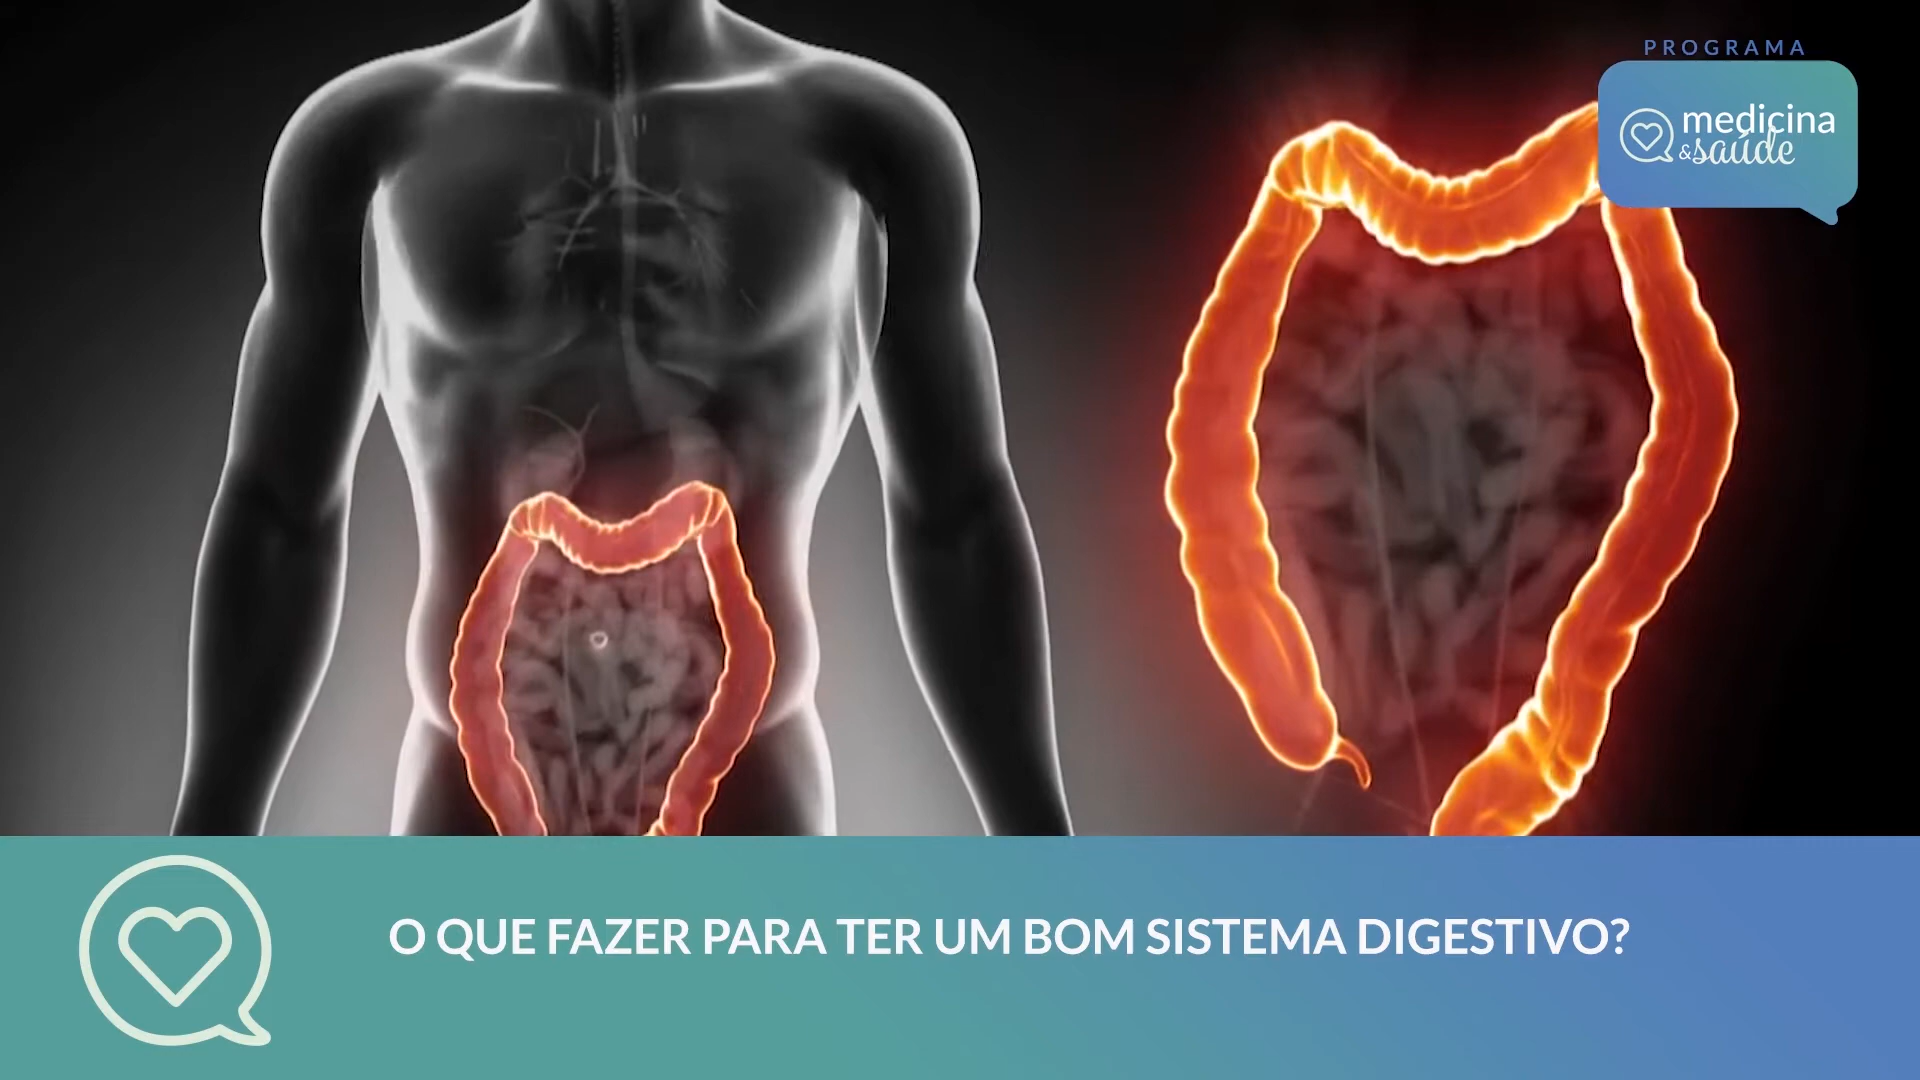 PROGRAMA
medicina
&saúde
O QUE FAZER PARA TER UM BOM SISTEMA DIGESTIVO?